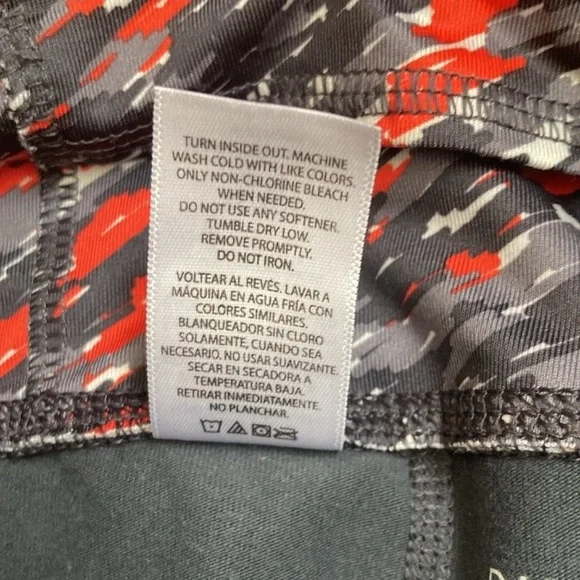 TURN INSIDE OUT. MACHINE
WASH COLD WITH LIKE COLORS.
ONLY NON-CHLORINE BLEACH
WHEN NEEDED.
DO NOT USE ANY SOFTENER.
TUMBLE DRY LOW.
REMOVE PROMPTLY.
DO NOT IRON.
VOLTEAR AL REVÉS. LAVAR A
MÁQUINA EN AGUA FRÍA CON
COLORES SIMILARES.
BLANQUEADOR SIN CLORO
SOLAMENTE, CUANDO SEA
NECESARIO. NO USAR SUAVIZANTE.
SECAR EN SECADORA A
TEMPERATURA BAJA.
RETIRAR INMEDIATAMENTE.
NO PLANCHAR.